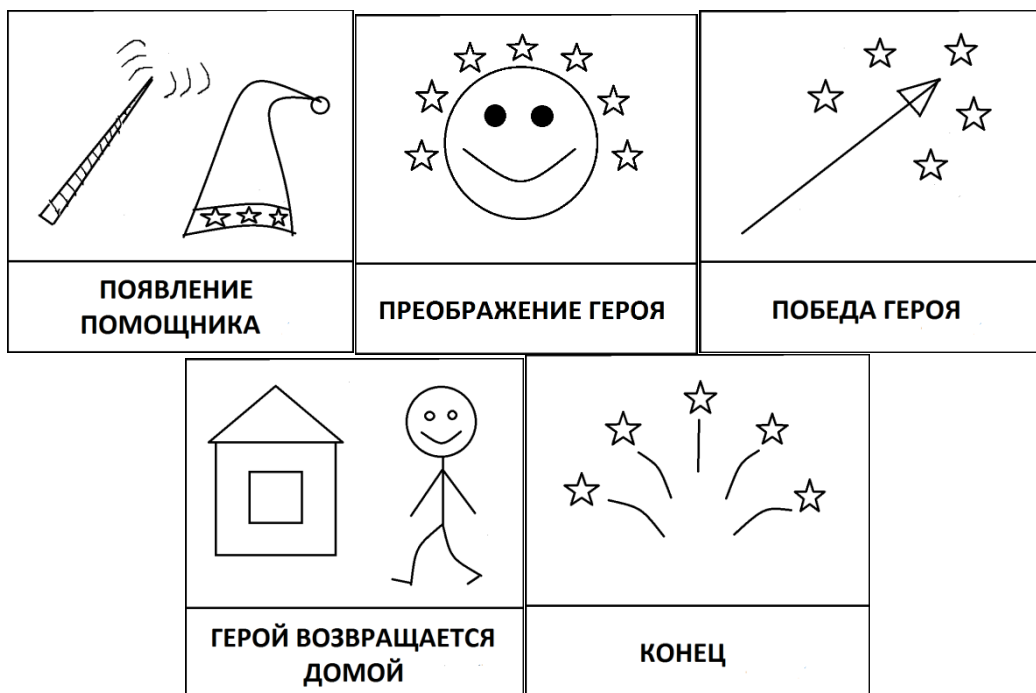 ПОЯВЛЕНИЕ
ПОМОЩНИКА
ПРЕОБРАЖЕНИЕ ГЕРОЯ
ПОБЕДА ГЕРОЯ
ГЕРОЙ ВОЗВРАЩАЕТСЯ
ДОМОЙ
КОНЕЦ